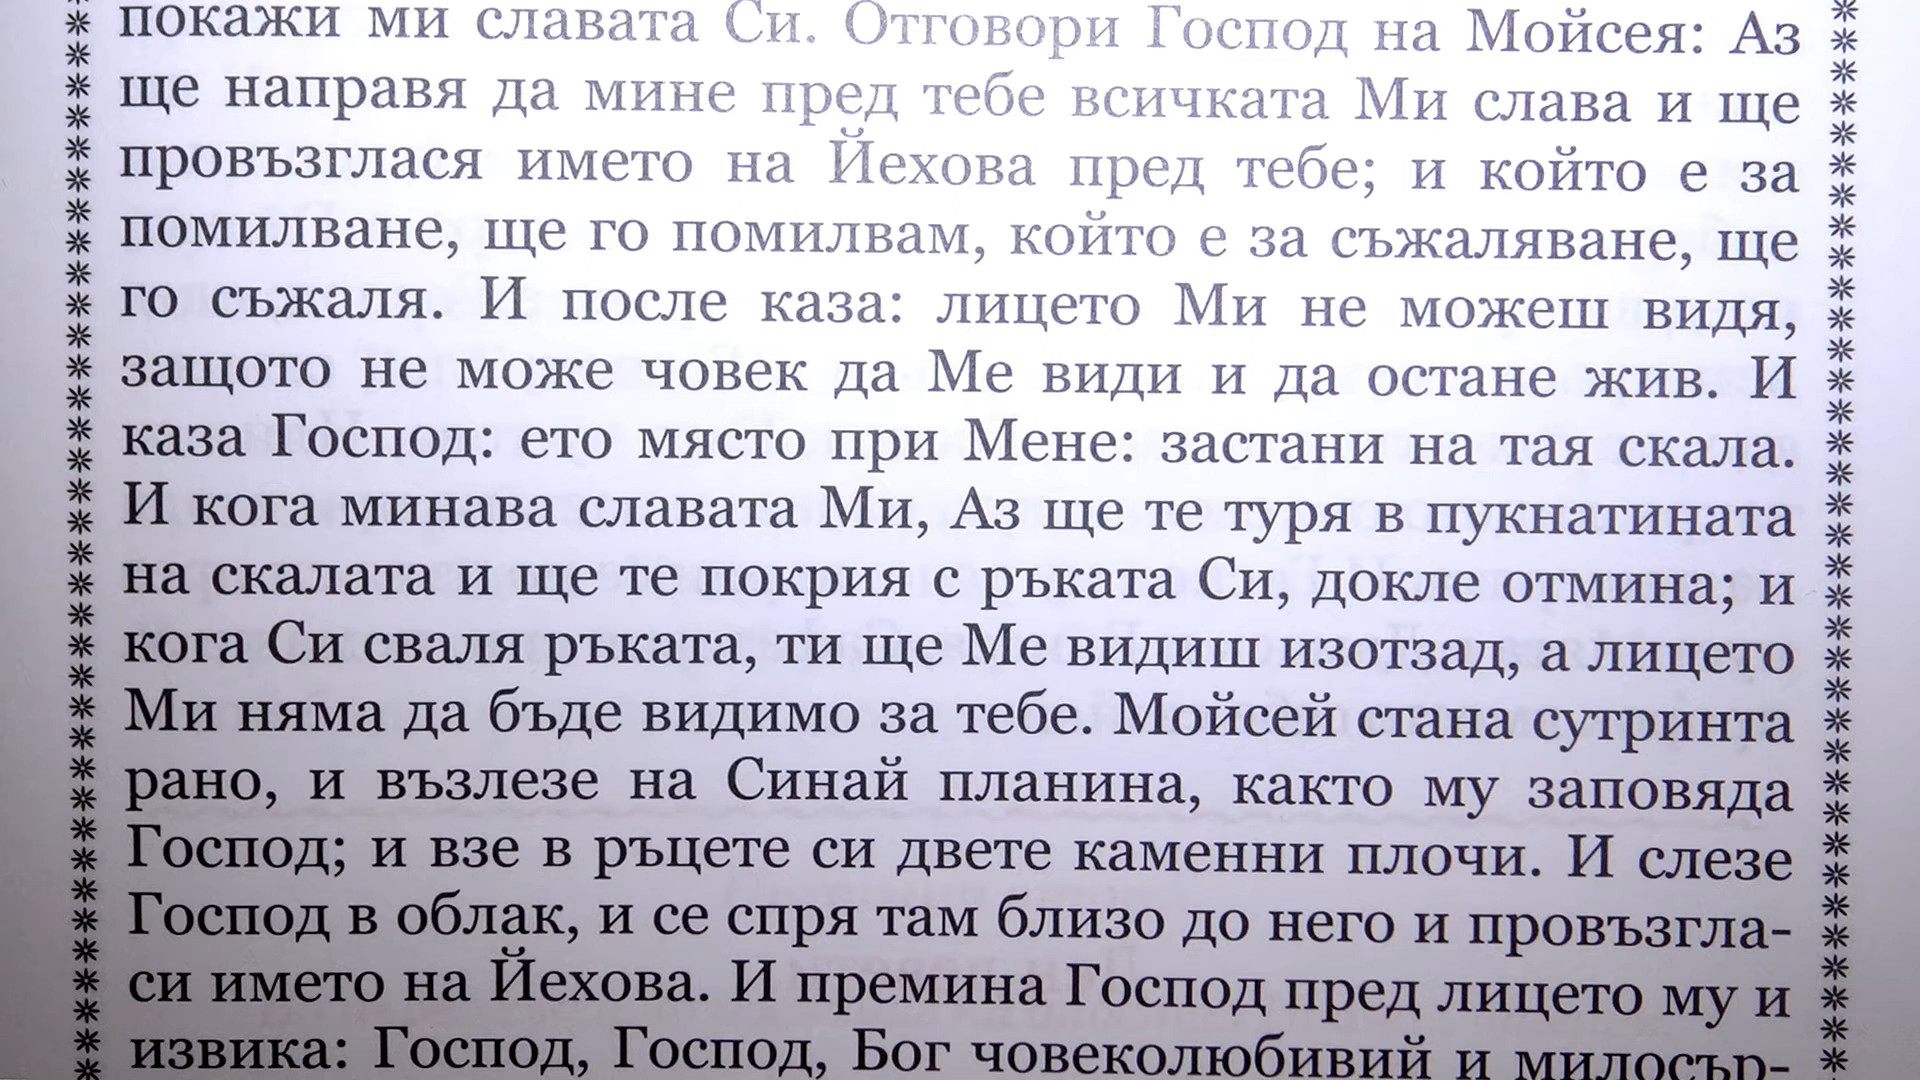 покажи ми славата Си. Отговори Господ на Мойсея: Аз
ще направя да мине пред тебе всичката Ми слава и ще
провъзглася името на Йехова пред тебе; и който е за
помилване, ще го помилвам, който е за съжаляване, ще
го съжаля. И после каза: лицето Ми не можеш видя,
защото не може човек да Ме види и да остане жив. И
каза Господ: ето място при Мене: застани на тая скала.
И кога минава славата Ми, Аз ще те туря в пукнатината
на скалата и ще те покрия с ръката Си, докле отмина; и
кога Си сваля ръката, ти ще Ме видиш изотзад, а лицето
Ми няма да бъде видимо за тебе. Мойсей стана сутринта
рано, и възлезе на Синай планина, както му заповяда
Господ; и взе в ръцете си двете каменни плочи. И слезе
Господ в облак, и се спря там близо до него и провъзгла-
си името на Йехова. И премина Господ пред лицето му и
извика: Господ, Господ, Бог човеколюбивий и милосър-